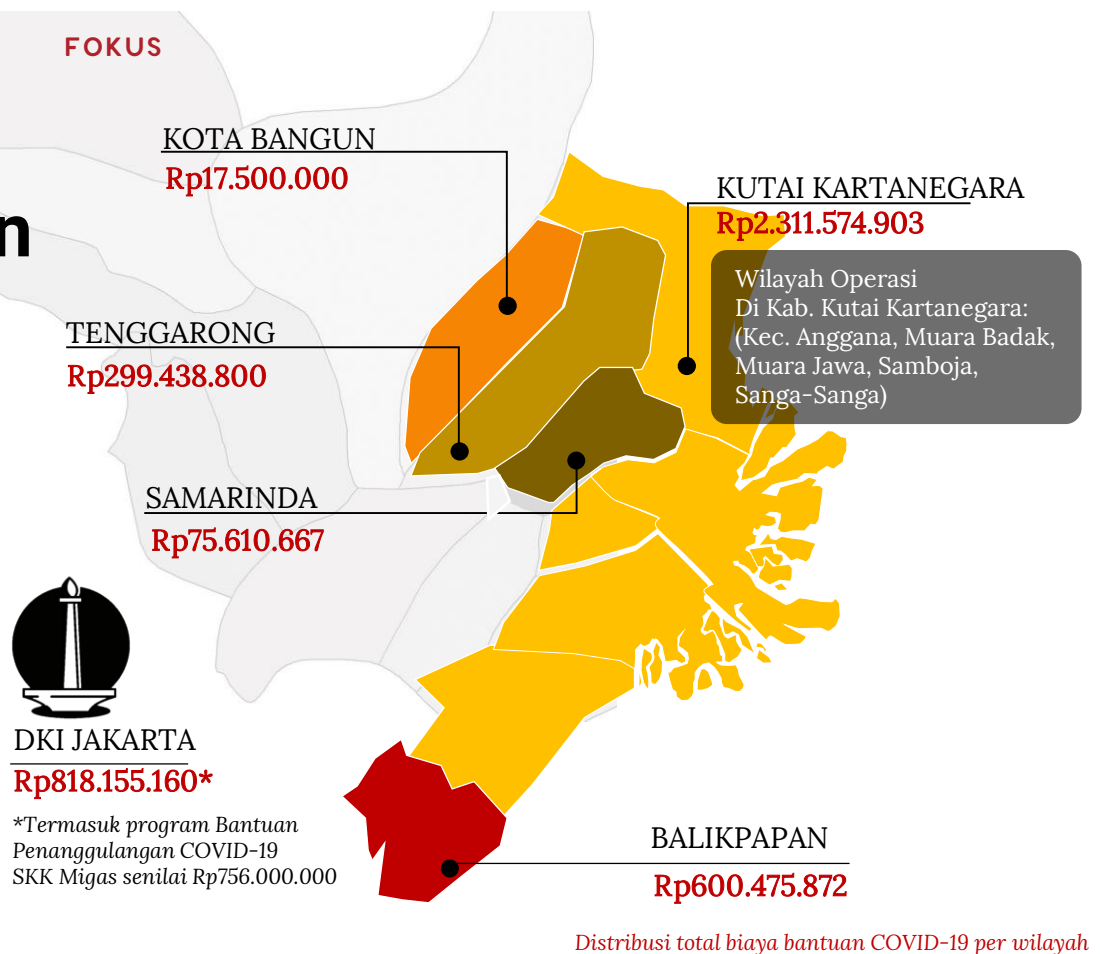 FOKUS
n
KOTA BANGUN
Rp17.500.000
KUTAI KARTANEGARA
Rp2.311.574.903
Wilayah Operasi
Di Kab. Kutai Kartanegara:
(Kec. Anggana, Muara Badak,
Muara Jawa, Samboja,
Sanga-Sanga)
TENGGARONG
Rp299.438.800
SAMARINDA
Rp75.610.667
DKI JAKARTA
Rp818.155.160*
*Termasuk program Bantuan
Penanggulangan COVID-19
SKK Migas senilai Rp756.000.000
BALIKPAPAN
Rp600.475.872
Distribusi total biaya bantuan COVID-19 per wilayah